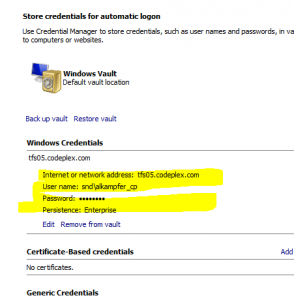 Store credentials for automatic logon
Use Credential Manager to store credentials, such as user names and passwords, in va
to computers or websites.
Windows Vault
Default vault location
Back up vault Restore vault
Windows Credentials
tfs05.codeplex.com
Internet or network address: tfs05.codeplex.com
User name: snd\alkampfer_cp
Password: ••••••••
Persistence: Enterprise
Edit Remove from vault
Certificate-Based credentials Add
No certificates.
Generic Credentials